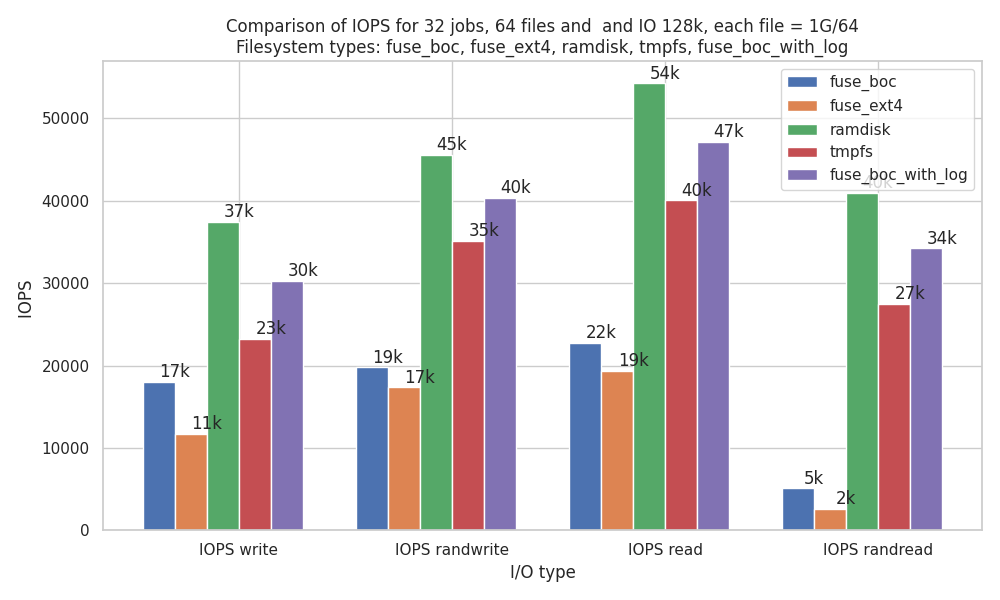 Comparison of IOPS for 32 jobs, 64 files and  and IO 128k, each file = 1G/64
Filesystem types: fuse_boc, fuse_ext4, ramdisk, tmpfs, fuse_boc_with_log
fuse_boc
fuse_ext4
ramdisk
tmpfs
fuse_boc_with_log
IOPS
50000
40000
30000
20000
10000
0
17k
11k
37k
23k
30k
19k
17k
45k
35k
40k
22k
19k
54k
40k
47k
5k
2k
40k
27k
34k
IOPS write
IOPS randwrite
IOPS read
IOPS randread
I/O type